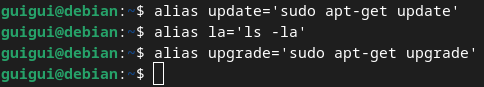 guigui@debian:~$ alias update='sudo apt-get update'
guigui@debian:~$ alias la='ls -la'
guigui@debian:~$ alias upgrade='sudo apt-get upgrade'
guigui@debian:~$